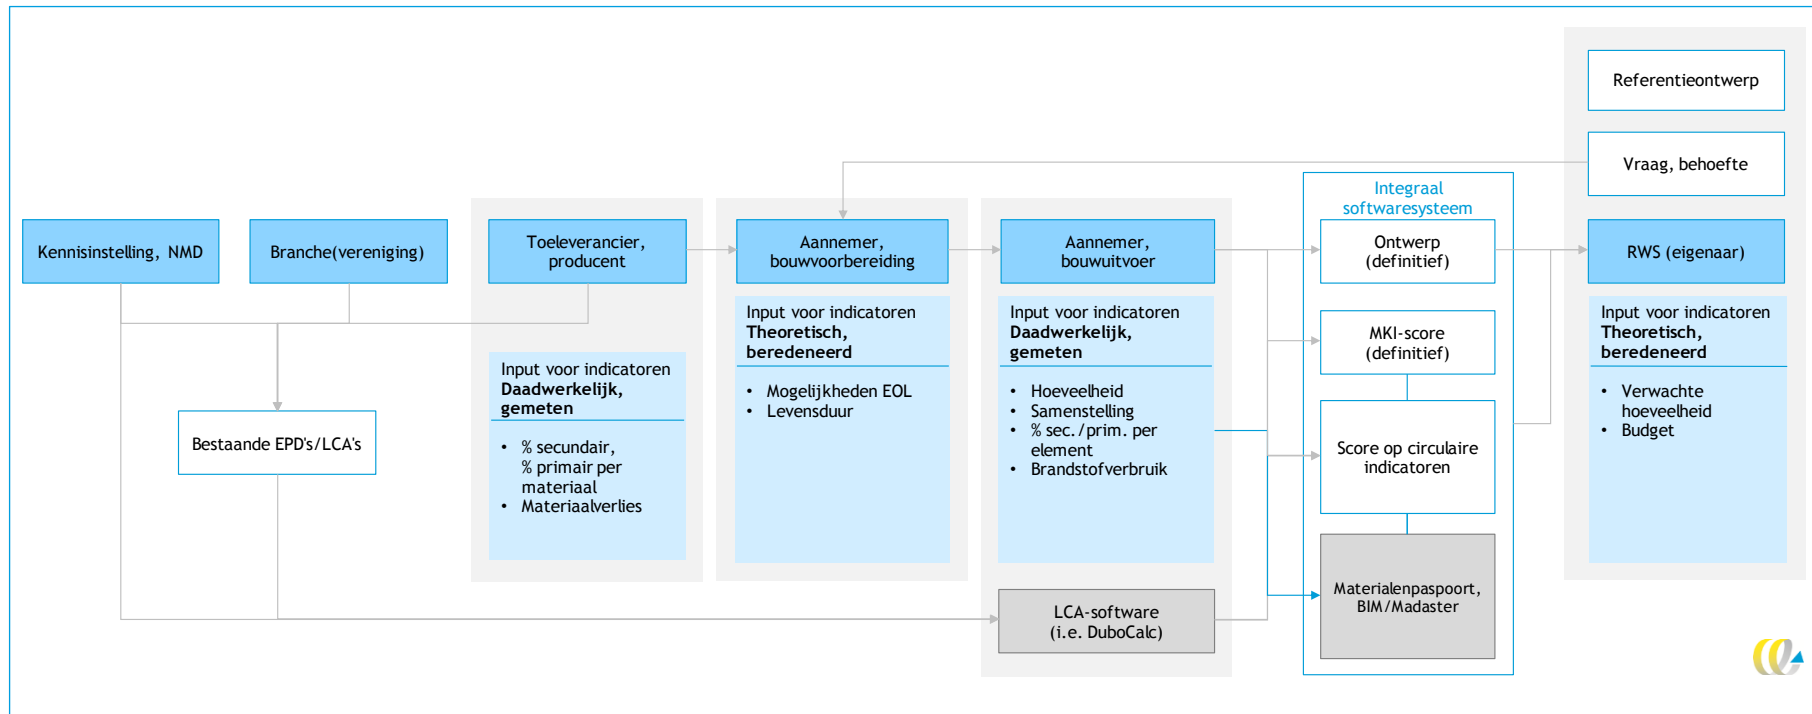 Referentieontwerp
Vraag, behoefte
Kennisinstelling, NMD
Branche(vereniging)
Bestaande EPD's/LCA's
Toeleverancier,
producent
Input voor indicatoren
Daadwerkelijk,
gemeten
• % secundair,
% primair per
materiaal
• Materiaalverlies
Aannemer,
bouwvoorbereiding
Input voor indicatoren
Theoretisch,
beredeneerd
• Mogelijkheden EOL
• Levensduur
Aannemer,
bouwuitvoer
Input voor indicatoren
Daadwerkelijk,
gemeten
• Hoeveelheid
• Samenstelling
• % sec./prim. per
element
• Brandstofverbruik
LCA-software
(i.e. DuboCalc)
Integraal
softwaresysteem
Ontwerp
(definitief)
MKI-score
(definitief)
Score op circulaire
indicatoren
Materialenpaspoort,
BIM/Madaster
RWS (eigenaar)
Input voor indicatoren
Theoretisch,
beredeneerd
• Verwachte
hoeveelheid
• Budget